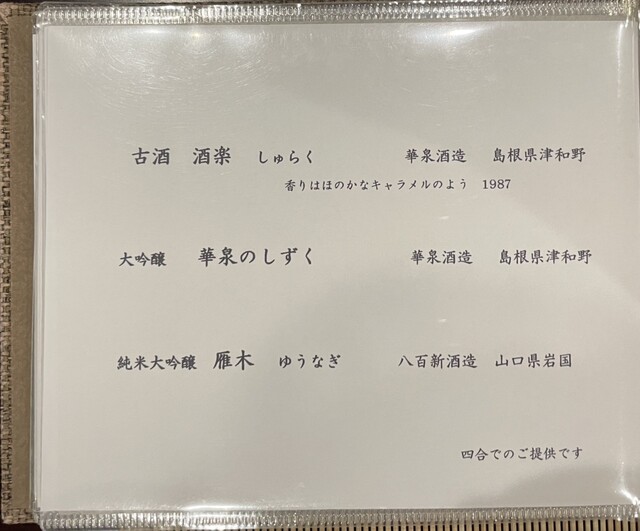 古酒 酒楽 しゅらく 華泉酒造 島根県津和野
香りはほのかなキャラメルのよう 1987
大吟醸 華泉のしずく 華泉酒造 島根県津和野
純米大吟醸 雁木 ゆうなぎ 八百新酒造 山口県岩国
四合でのご提供です